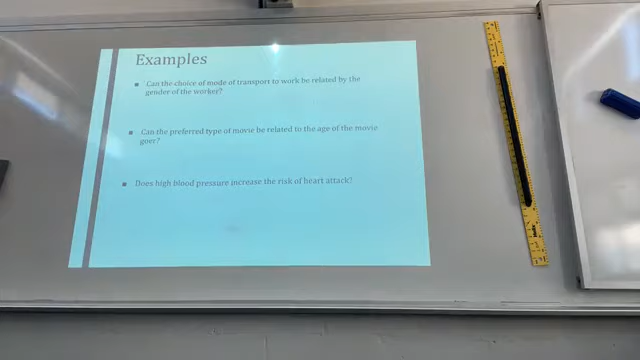 Examples
▪ Can the choice of mode of transport to work be related by the
gender of the worker?
▪ Can the preferred type of movie be related to the age of the movie
goer?
▪ Does high blood pressure increase the risk of heart attack?